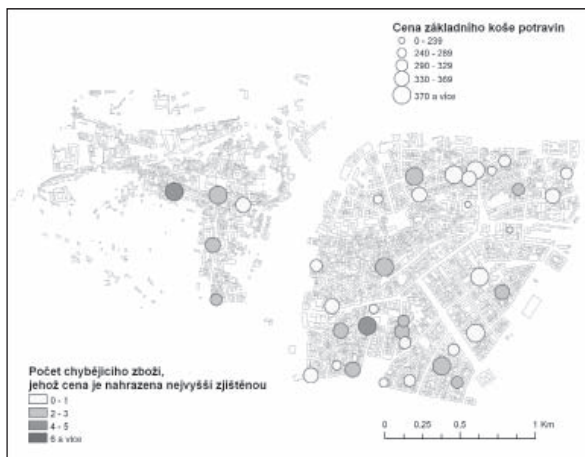 Cena základního koše potravin
0 - 239
240 - 289
290 - 329
330 - 369
370 a více
Počet chybějícího zboží,
jehož cena je nahrazena nejvyšší zjištěnou
0 - 1
2 - 3
4 - 5
6 a více
0 0,25 0,5 1 Km